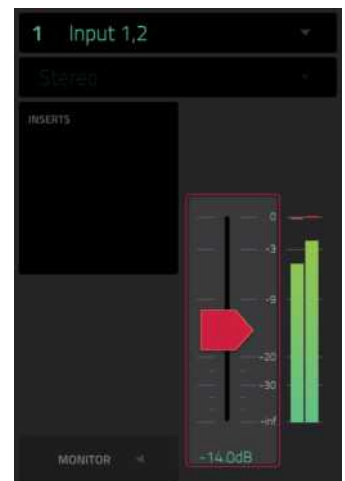 1 Input 1,2
Stereo
INSERTS
0
-3
-9
-20
-30
-inf
MONITOR
-14.0dB